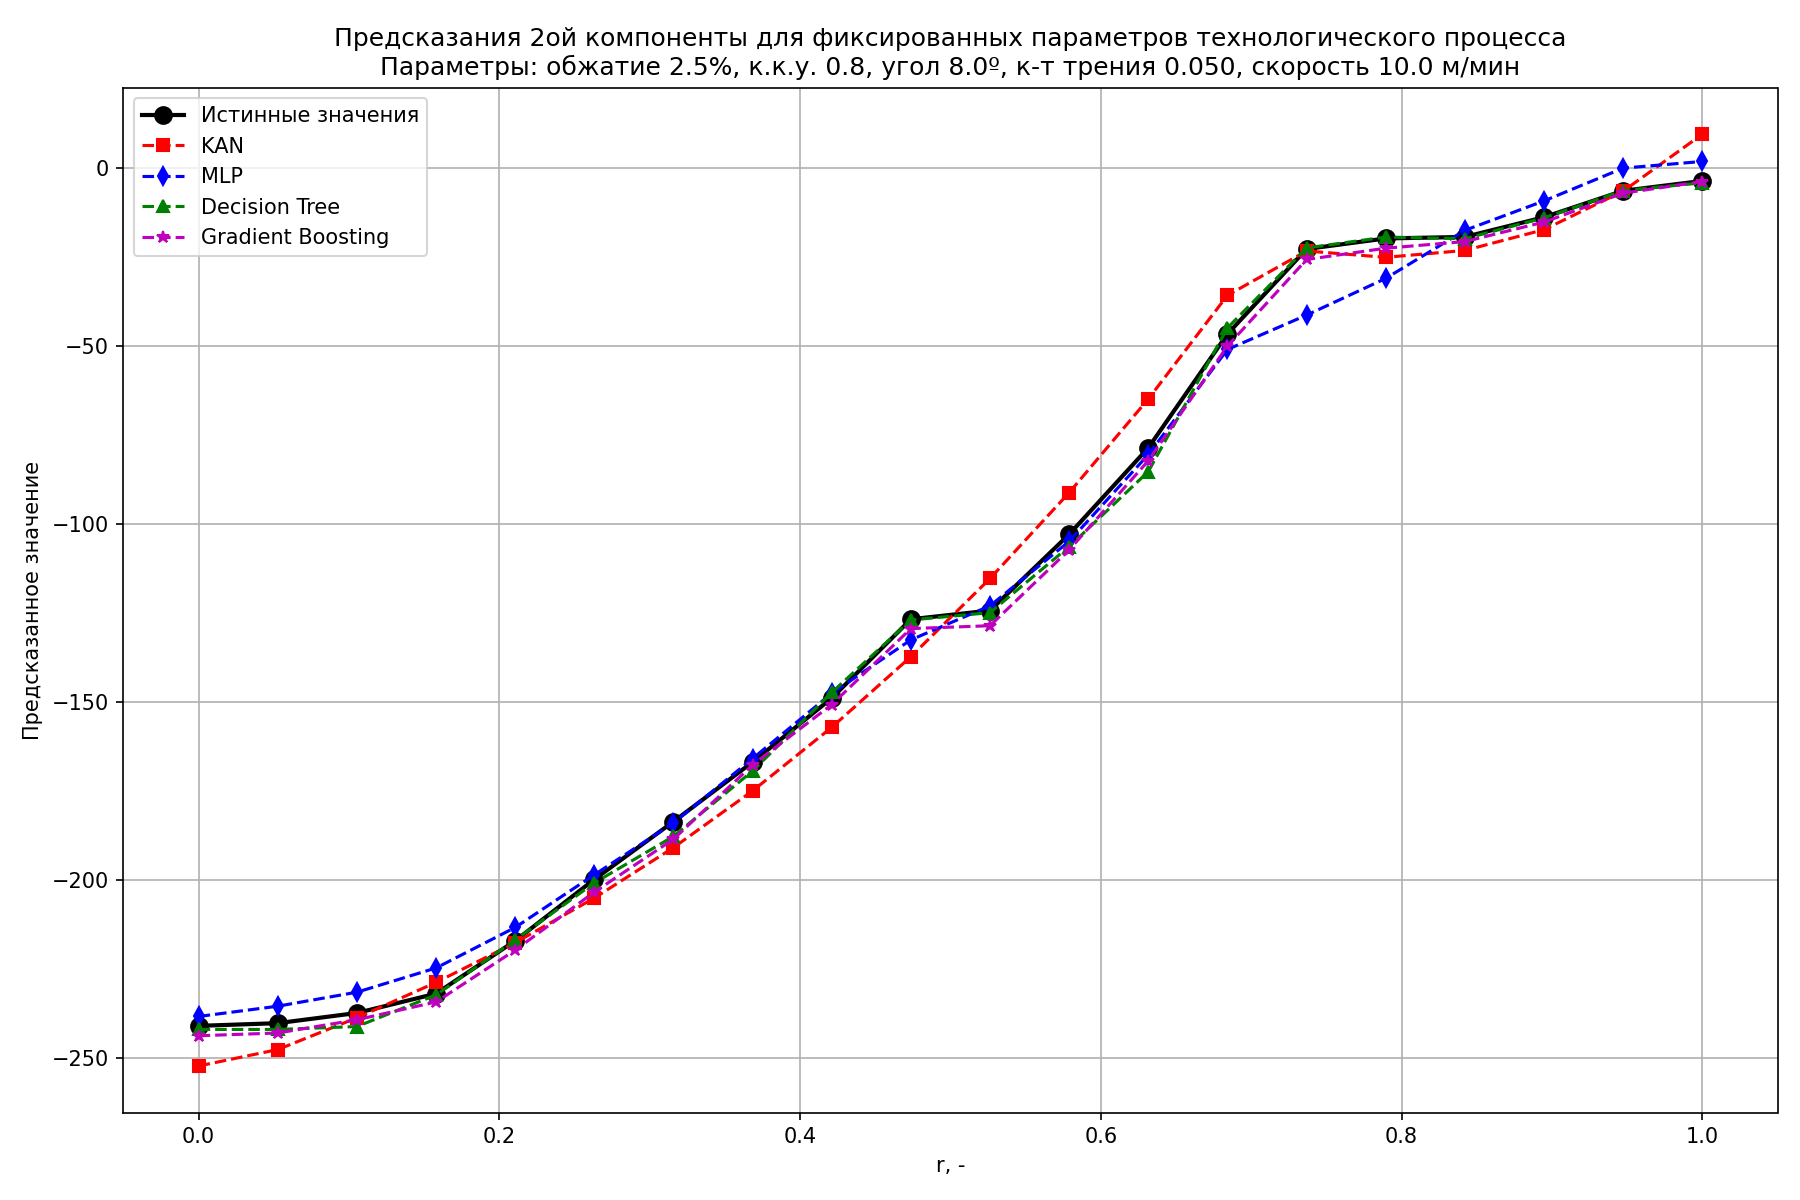 Предсказания 2ой компоненты для фиксированных параметров технологического процесса
Параметры: обжатие 2.5%, к.к.у. 0.8, угол 8.0º, к-т трения 0.050, скорость 10.0 м/мин
Истинные значения
KAN
MLP
Decision Tree
Gradient Boosting
Предсказанное значение
0
−50
−100
−150
−200
−250
0.0 0.2 0.4 0.6 0.8 1.0
r, -